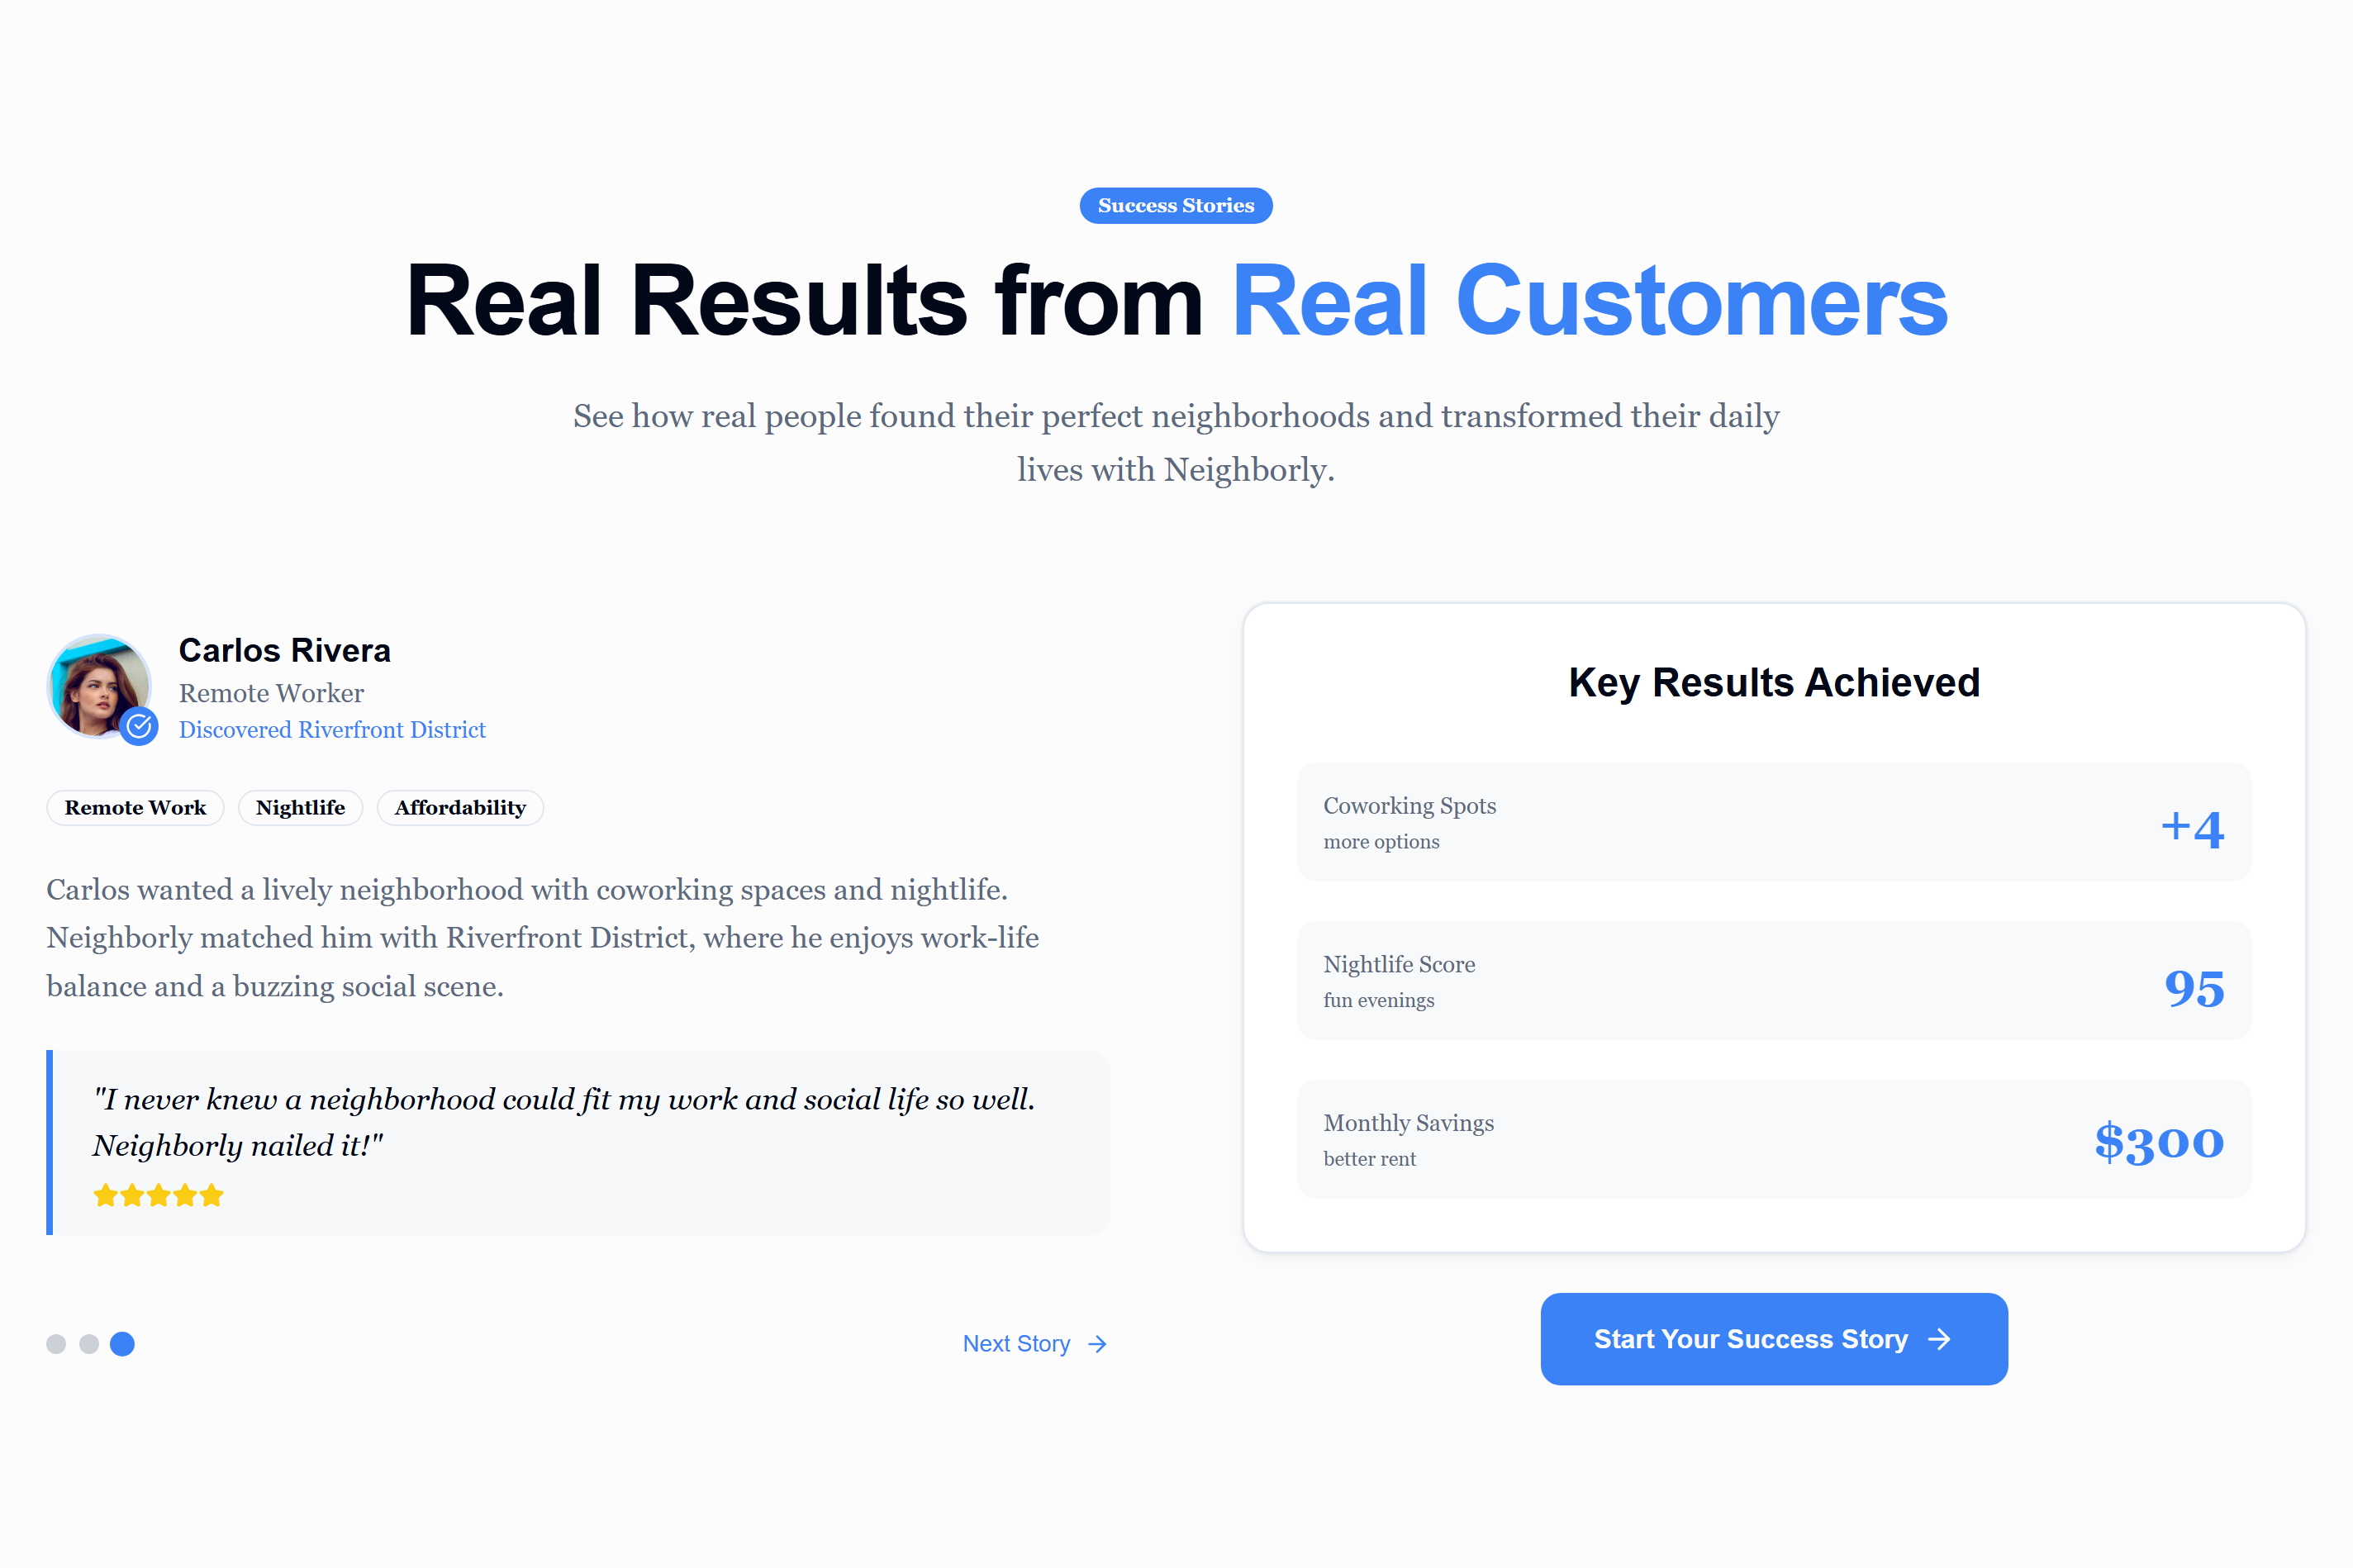 Success Stories
Real Results from Real Customers
See how real people found their perfect neighborhoods and transformed their daily
lives with Neighborly.
Carlos Rivera
Remote Worker
Discovered Riverfront District
Remote Work
Nightlife
Affordability
Carlos wanted a lively neighborhood with coworking spaces and nightlife.
Neighborly matched him with Riverfront District, where he enjoys work-life
balance and a buzzing social scene.
"I never knew a neighborhood could fit my work and social life so well.
Neighborly nailed it!"
Next Story
Key Results Achieved
Coworking Spots
more options
+4
Nightlife Score
fun evenings
95
Monthly Savings
better rent
$300
Start Your Success Story